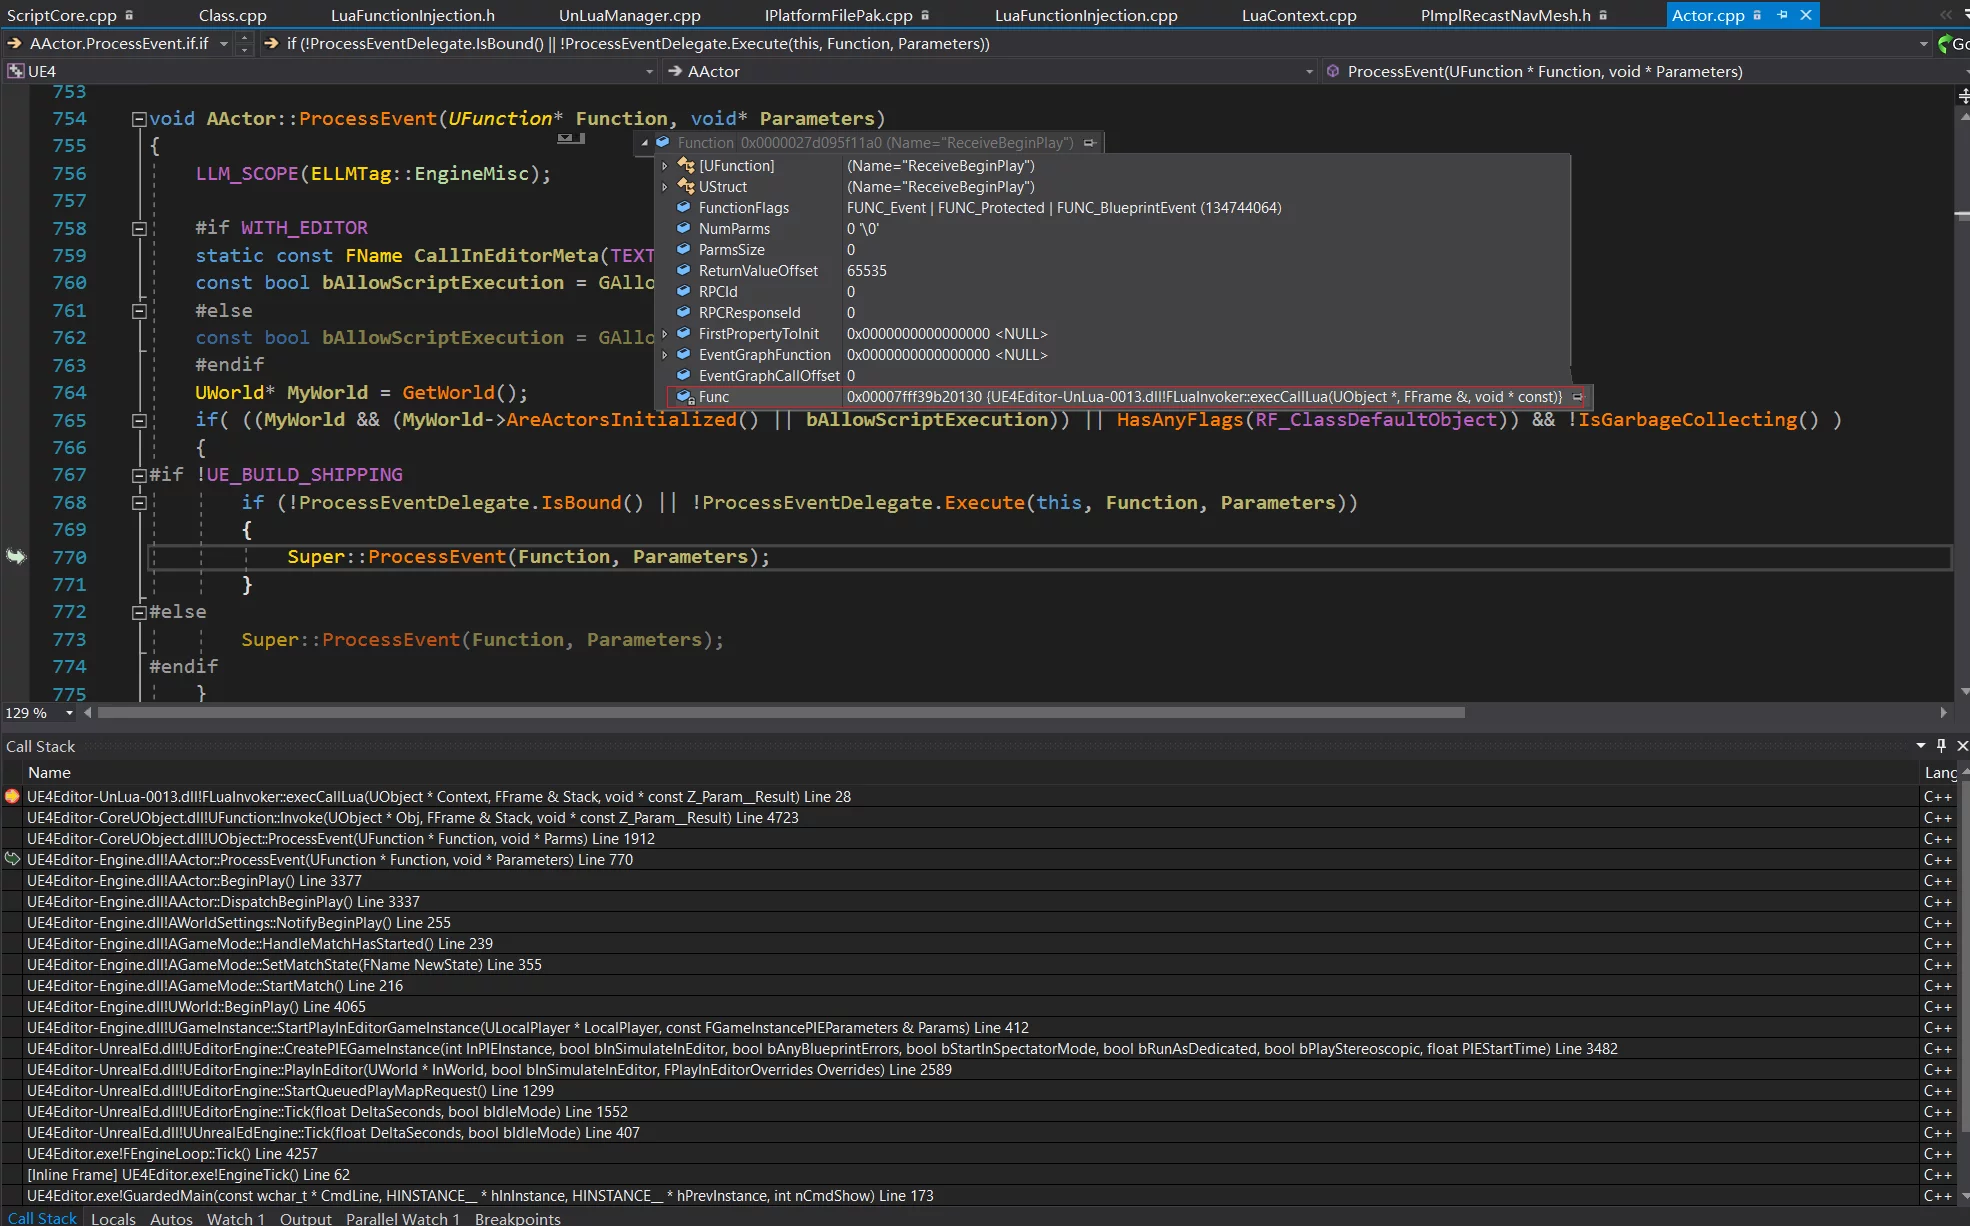 ScriptCore.cpp Class.cpp LuaFunctionInjection.h UnLuaManager.cpp IPlatformFilePak.cpp LuaFunctionInjection.cpp LuaContext.cpp PImplRecastNavMesh.h Actor.cpp
AActor.ProcessEvent.if.if if (!ProcessEventDelegate.IsBound() || !ProcessEventDelegate.Execute(this, Function, Parameters)) Go
UE4 AActor ProcessEvent(UFunction * Function, void * Parameters)
753
754 void AActor::ProcessEvent(UFunction* Function, void* Parameters)
755 {
Function 0x0000027d095f11a0 (Name="ReceiveBeginPlay")
[UFunction] (Name="ReceiveBeginPlay")
756 LLM_SCOPE(ELLMTag::EngineMisc);
UStruct (Name="ReceiveBeginPlay")
757
FunctionFlags FUNC_Event | FUNC_Protected | FUNC_BlueprintEvent (134744064)
758 #if WITH_EDITOR
NumParms 0 '\0'
759 static const FName CallInEditorMeta(TEXT
ParmsSize 0
ReturnValueOffset 65535
760 const bool bAllowScriptExecution = GAllo
RPCId 0
761 #else
RPCResponseId 0
762 const bool bAllowScriptExecution = GAllo
FirstPropertyToInit 0x0000000000000000 <NULL>
EventGraphFunction 0x0000000000000000 <NULL>
763 #endif
EventGraphCallOffset 0
764 UWorld* MyWorld = GetWorld();
Func 0x00007fff39b20130 {UE4Editor-UnLua-0013.dll!FLuaInvoker::execCallLua(UObject *, FFrame &, void * const)}
765 if( ((MyWorld && (MyWorld->AreActorsInitialized() || bAllowScriptExecution)) || HasAnyFlags(RF_ClassDefaultObject)) && !IsGarbageCollecting() )
766 {
767 #if !UE_BUILD_SHIPPING
768 if (!ProcessEventDelegate.IsBound() || !ProcessEventDelegate.Execute(this, Function, Parameters))
769 {
770 Super::ProcessEvent(Function, Parameters);
771 }
772 #else
773 Super::ProcessEvent(Function, Parameters);
774 #endif
775 }
129 %
Call Stack
Name Lang
UE4Editor-UnLua-0013.dll!FLuaInvoker::execCallLua(UObject * Context, FFrame & Stack, void * const Z_Param__Result) Line 28 C++
UE4Editor-CoreUObject.dll!UFunction::Invoke(UObject * Obj, FFrame & Stack, void * const Z_Param__Result) Line 4723 C++
UE4Editor-CoreUObject.dll!UObject::ProcessEvent(UFunction * Function, void * Parms) Line 1912 C++
UE4Editor-Engine.dll!AActor::ProcessEvent(UFunction * Function, void * Parameters) Line 770 C++
UE4Editor-Engine.dll!AActor::BeginPlay() Line 3377 C++
UE4Editor-Engine.dll!AActor::DispatchBeginPlay() Line 3337 C++
UE4Editor-Engine.dll!AWorldSettings::NotifyBeginPlay() Line 255 C++
UE4Editor-Engine.dll!AGameMode::HandleMatchHasStarted() Line 239 C++
UE4Editor-Engine.dll!AGameMode::SetMatchState(FName NewState) Line 355 C++
UE4Editor-Engine.dll!AGameMode::StartMatch() Line 216 C++
UE4Editor-Engine.dll!UWorld::BeginPlay() Line 4065 C++
UE4Editor-Engine.dll!UGameInstance::StartPlayInEditorGameInstance(ULocalPlayer * LocalPlayer, const FGameInstancePIEParameters & Params) Line 412 C++
UE4Editor-UnrealEd.dll!UEditorEngine::CreatePIEGameInstance(int InPIEInstance, bool bInSimulateInEditor, bool bAnyBlueprintErrors, bool bStartInSpectatorMode, bool bRunAsDedicated, bool bPlayStereoscopic, float PIEStartTime) Line 3482 C++
UE4Editor-UnrealEd.dll!UEditorEngine::PlayInEditor(UWorld * InWorld, bool bInSimulateInEditor, FPlayInEditorOverrides Overrides) Line 2589 C++
UE4Editor-UnrealEd.dll!UEditorEngine::StartQueuedPlayMapRequest() Line 1299 C++
UE4Editor-UnrealEd.dll!UEditorEngine::Tick(float DeltaSeconds, bool bIdleMode) Line 1552 C++
UE4Editor-UnrealEd.dll!UUnrealEdEngine::Tick(float DeltaSeconds, bool bIdleMode) Line 407 C++
UE4Editor.exe!FEngineLoop::Tick() Line 4257 C++
[Inline Frame] UE4Editor.exe!EngineTick() Line 62 C++
UE4Editor.exe!GuardedMain(const wchar_t * CmdLine, HINSTANCE__ * hInInstance, HINSTANCE__ * hPrevInstance, int nCmdShow) Line 173 C++
Call Stack Locals Autos Watch 1 Output Parallel Watch 1 Breakpoints